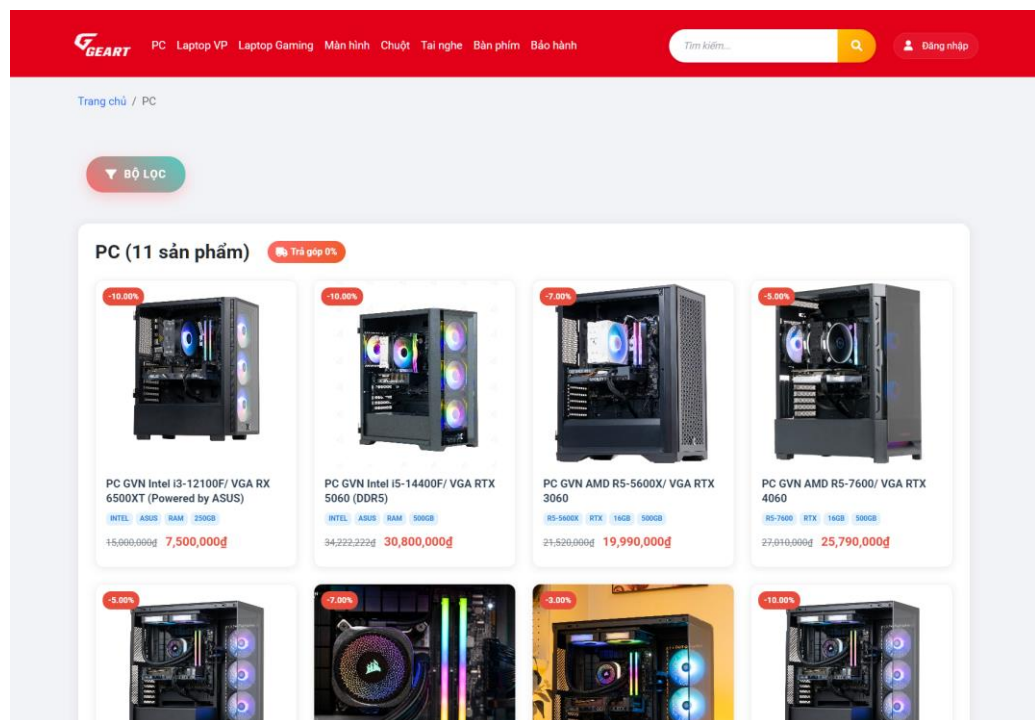 GEART
PC Laptop VP Laptop Gaming Màn hình Chuột Tai nghe Bàn phím Bảo hành
Tìm kiếm...
Đăng nhập
Trang chủ / PC
BỘ LỌC
PC (11 sản phẩm)
Trả góp 0%
-10.00%
-10.00%
-7.00%
-5.00%
PC GVN Intel i3-12100F/ VGA RX
6500XT (Powered by ASUS)
INTEL ASUS RAM 250GB
15,000,000₫ 7,500,000₫
PC GVN Intel i5-14400F/ VGA RTX
5060 (DDR5)
INTEL ASUS RAM 500GB
34,222,222₫ 30,800,000₫
PC GVN AMD R5-5600X/ VGA RTX
3060
R5-5600X RTX 16GB 500GB
21,520,000₫ 19,990,000₫
PC GVN AMD R5-7600/ VGA RTX
4060
R5-7600 RTX 16GB 500GB
27,010,000₫ 25,790,000₫
-5.00%
-7.00%
-3.00%
-10.00%